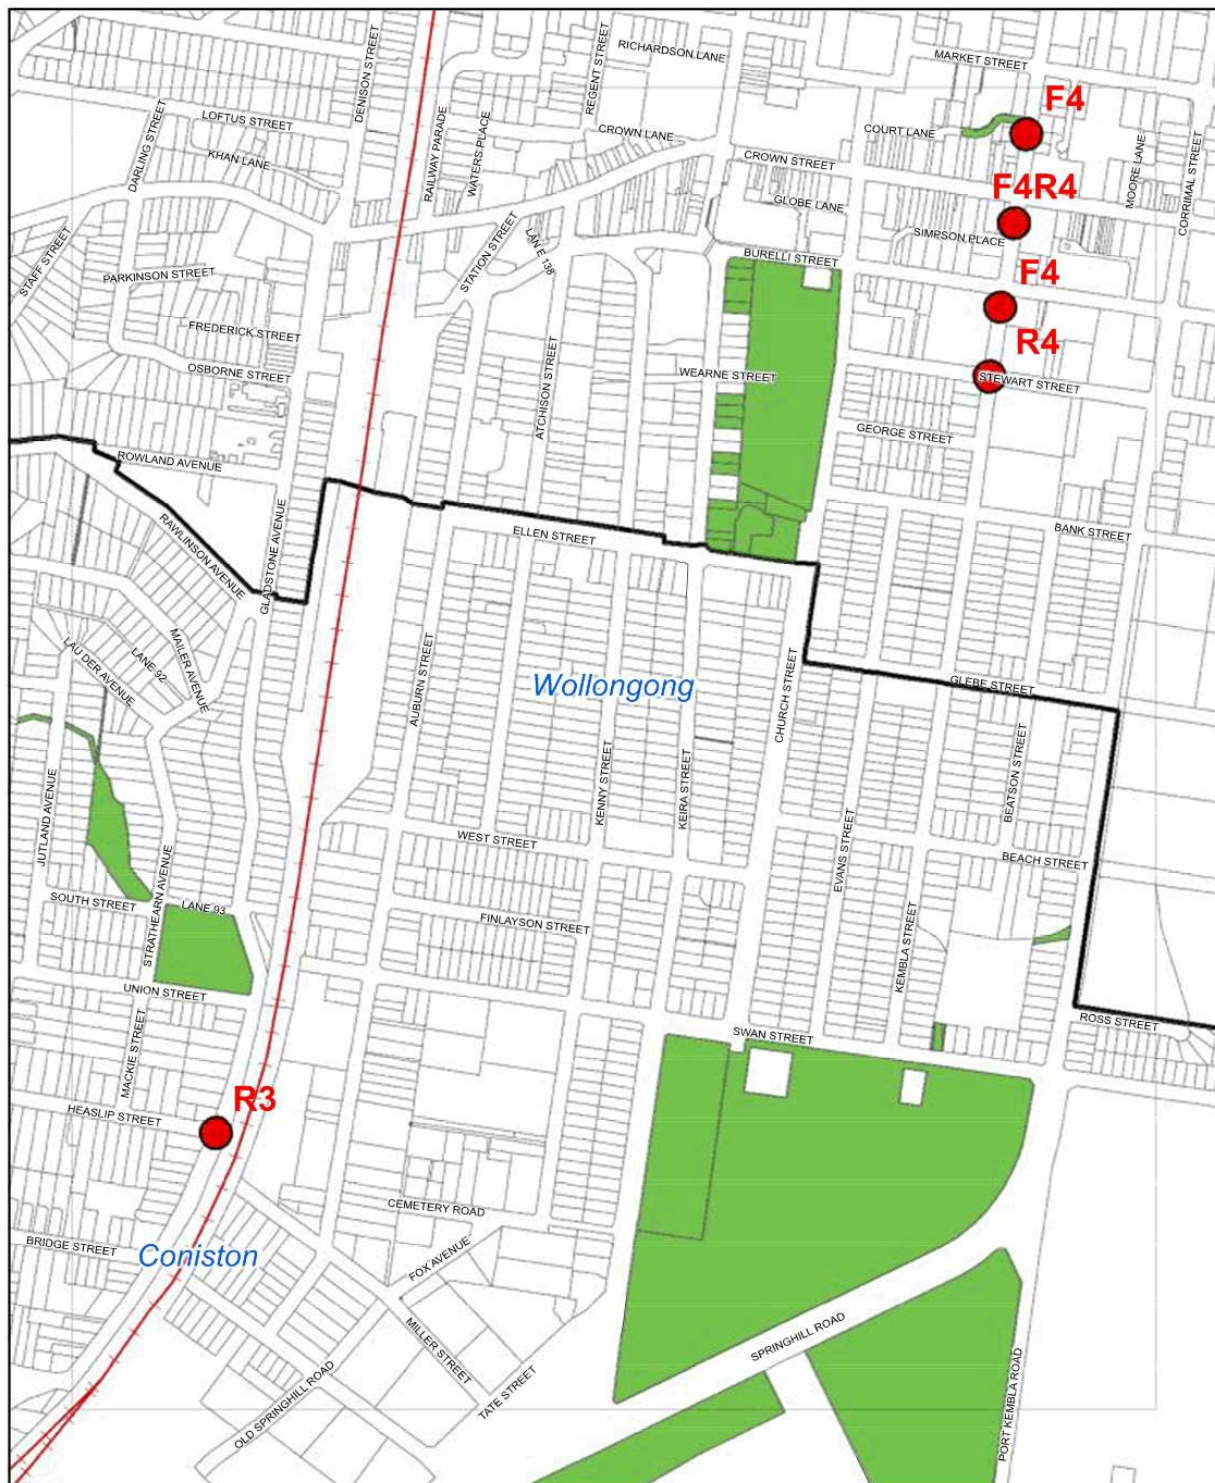 RICHARDSON LANE
REGENT STREET
MARKET STREET
DENISON STREET
F4
LOFTUS STREET
CROWN LANE
COURT LANE
RAILWAY PARADE
WATERS PLACE
MOORE LANE
CORRIMAL STREET
DARLING STREET
KHAN LANE
CROWN STREET
F4R4
GLOBE LANE
SIMPSON PLACE
STAFF STREET
STATION STREET
LAN E 138
BURELLI STREET
PARKINSON STREET
F4
FREDERICK STREET
R4
OSBORNE STREET
ATCHISON STREET
WEARNE STREET
STEWART STREET
GEORGE STREET
ROWLAND AVENUE
RAWLINSON AVENUE
GLADSTONE AVENUE
ELLEN STREET
BANK STREET
LANE 92
MAILER AVENUE
LAU DER AVENUE
AUBURN STREET
Wollongong
CHURCH STREET
GLEBE STREET
JUTLAND AVENUE
KENNY STREET
KEIRA STREET
BEATSON STREET
WEST STREET
EVANS STREET
BEACH STREET
SOUTH STREET
STRATHEARN AVENUE
LANE 93
FINLAYSON STREET
KEMBLA STREET
UNION STREET
ROSS STREET
SWAN STREET
MACKIE STREET
R3
HEASLIP STREET
CEMETERY ROAD
BRIDGE STREET
Coniston
FOX AVENUE
MILLER STREET
SPRINGHILL ROAD
OLD SPRINGHILL ROAD
TATE STREET
PORT KEMBLA ROAD